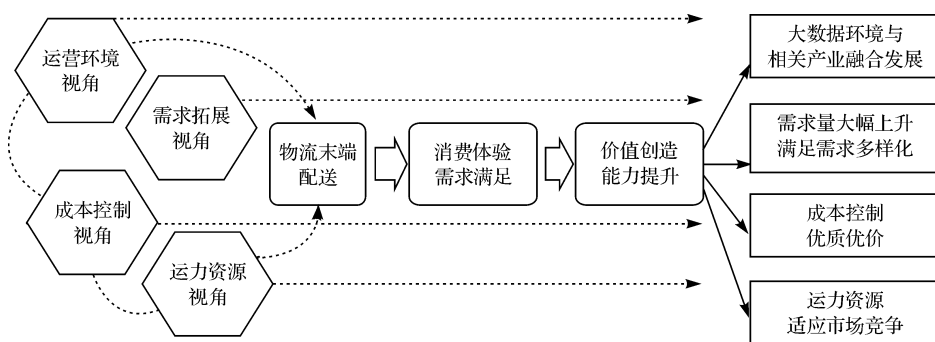 运营环境
视角
需求拓展
视角
成本控制
视角
运力资源
视角
物流末端
配送
消费体验
需求满足
价值创造
能力提升
大数据环境与
相关产业融合发展
需求量大幅上升
满足需求多样化
成本控制
优质优价
运力资源
适应市场竞争